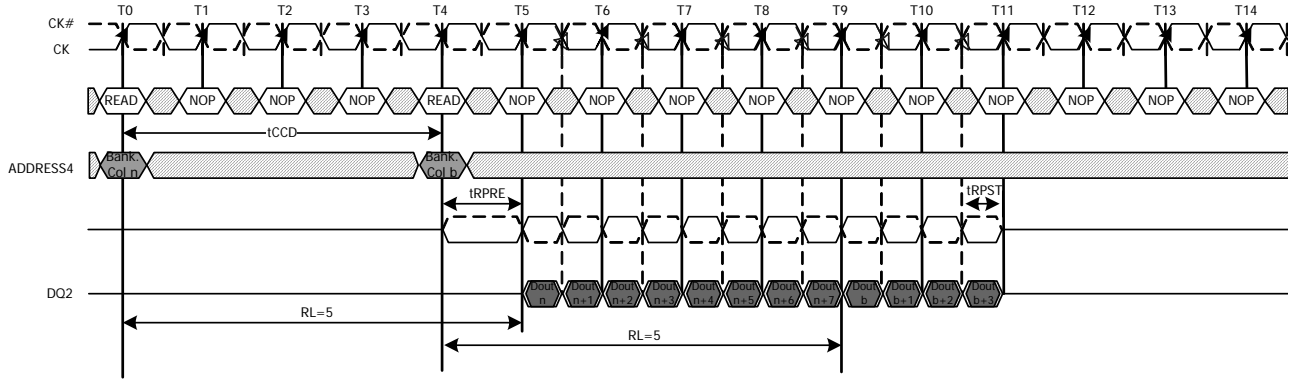 T0 T1 T2 T3 T4 T5 T6 T7 T8 T9 T10 T11 T12 T13 T14
CK#
CK
READ NOP NOP NOP READ NOP NOP NOP NOP NOP NOP NOP NOP NOP NOP
tCCD
ADDRESS4
Bank. Bank.
Col n Col b
tRPRE tRPST
DQ2
Dout Dout Dout Dout Dout Dout Dout Dout Dout Dout Dout Dout
n n+1 n+2 n+3 n+4 n+5 n+6 n+7 b b+1 b+2 b+3
RL=5
RL=5